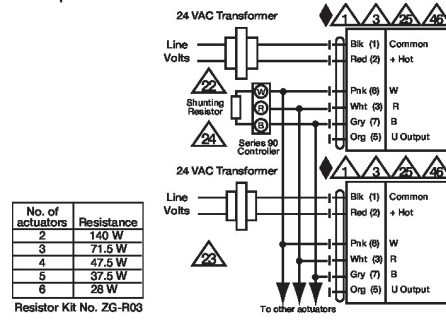 24 VAC Transformer
1 3 25 46
Line
Volts
Blk (1) Common
Red (2) + Hot
22
Shunting
Resistor
24
W
R
B
Series 90
Controller
Pnk (6) W
Wht (3) R
Gry (7) B
Org (5) U Output
24 VAC Transformer
1 3 25 46
Line
Volts
Blk (1) Common
Red (2) + Hot
23
Pnk (6) W
Wht (3) R
Gry (7) B
Org (5) U Output
To other actuators
No. of
actuators Resistance
2 140 W
3 71.5 W
4 47.5 W
5 37.5 W
6 28 W
Resistor Kit No. ZG-R03